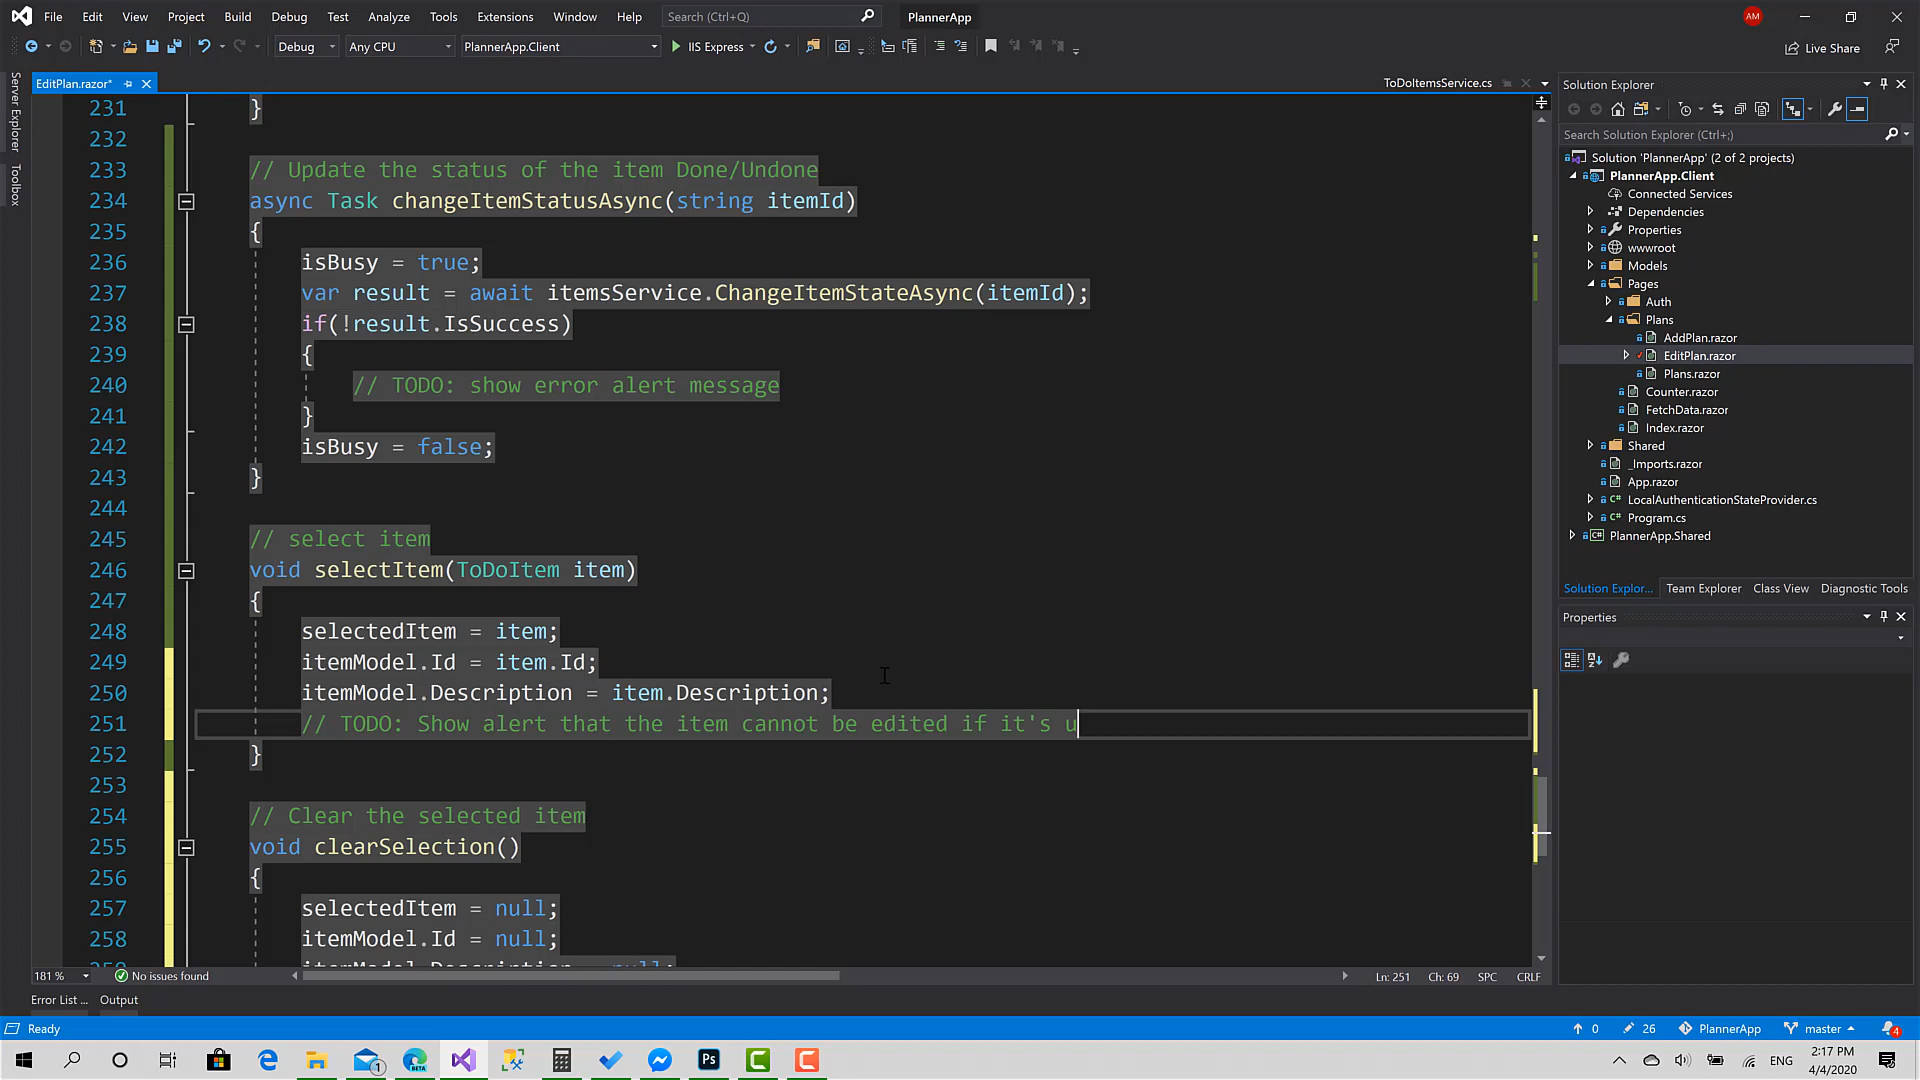 File Edit View Project Build Debug Test Analyze Tools Extensions Window Help Search (Ctrl+Q) PlannerApp AM
Debug Any CPU PlannerApp.Client IIS Express Live Share
Server Explorer
Toolbox
EditPlan.razor* ToDoItemsService.cs
231 }
232
233 // Update the status of the item Done/Undone
234 async Task changeItemStatusAsync(string itemId)
235 {
236 isBusy = true;
237 var result = await itemsService.ChangeItemStateAsync(itemId);
238 if(!result.IsSuccess)
239 {
240 // TODO: show error alert message
241 }
242 isBusy = false;
243 }
244
245 // select item
246 void selectItem(ToDoItem item)
247 {
248 selectedItem = item;
249 itemModel.Id = item.Id;
250 itemModel.Description = item.Description;
251 // TODO: Show alert that the item cannot be edited if it's u
252 }
253
254 // Clear the selected item
255 void clearSelection()
256 {
257 selectedItem = null;
258 itemModel.Id = null;
181 % No issues found Ln: 251 Ch: 69 SPC CRLF
Error List ... Output
Solution Explorer
Search Solution Explorer (Ctrl+;)
Solution 'PlannerApp' (2 of 2 projects)
PlannerApp.Client
Connected Services
Dependencies
Properties
wwwroot
Models
Pages
Auth
Plans
AddPlan.razor
EditPlan.razor
Plans.razor
Counter.razor
FetchData.razor
Index.razor
Shared
_Imports.razor
App.razor
LocalAuthenticationStateProvider.cs
Program.cs
PlannerApp.Shared
Solution Explor... Team Explorer Class View Diagnostic Tools
Properties
Ready 0 26 PlannerApp master 4
1 BETA Ps C C ENG 2:17 PM
4/4/2020